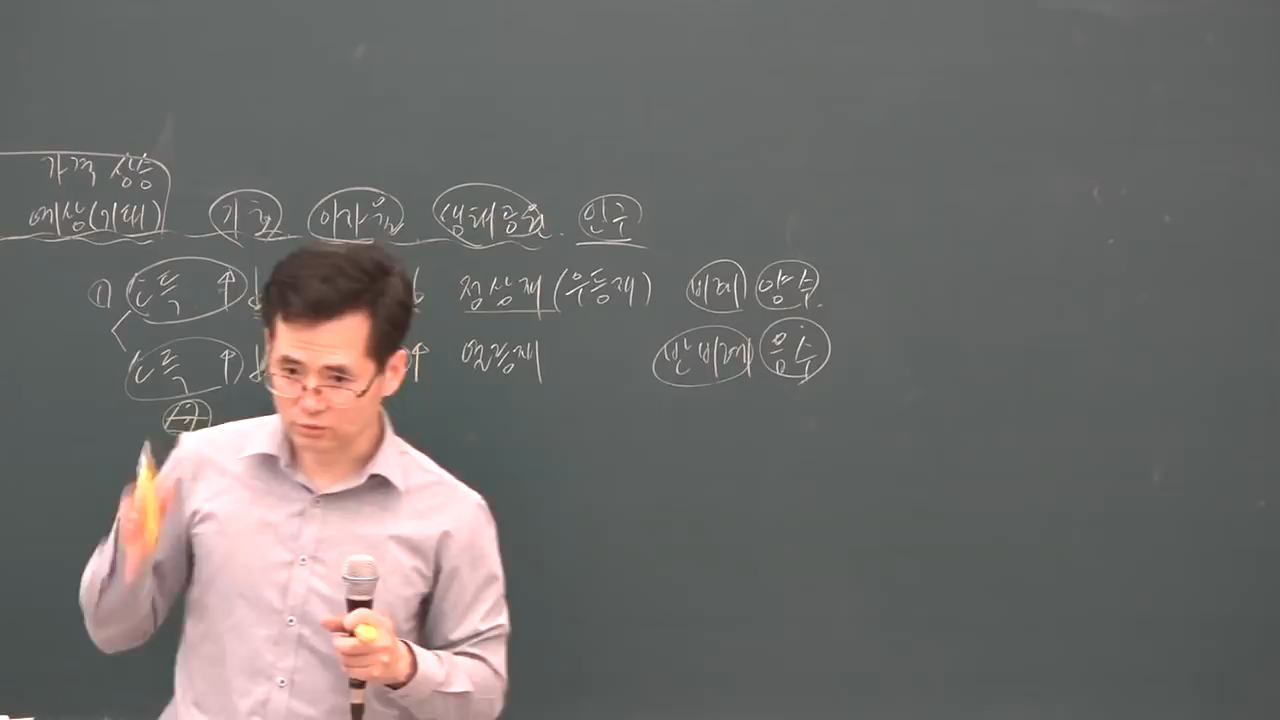 가격 상승
예상(기대) 기호 이자율 생태공원 인구
① 소득 ↑ ↓ 정상재(우등재) 비례 양수
소득 ↑ ↑ 열등재 반비례 음수